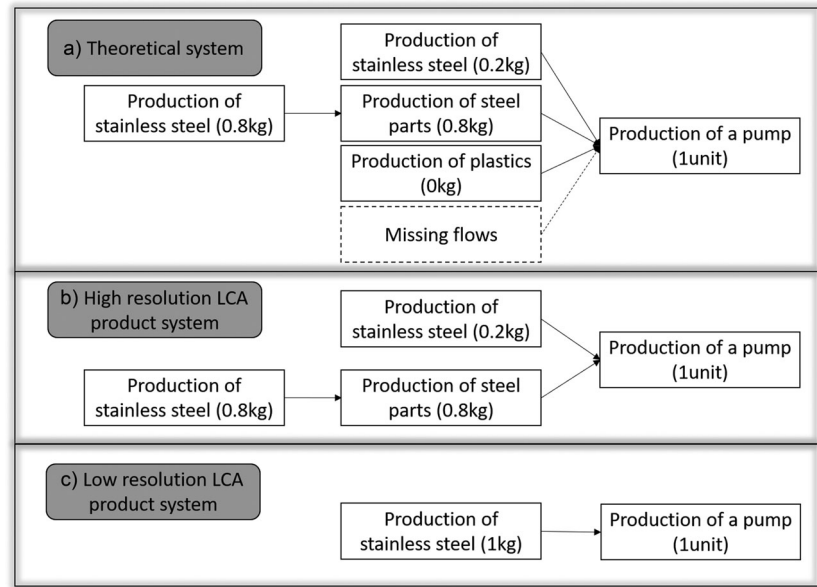 a) Theoretical system
Production of
stainless steel (0.2kg)
Production of
stainless steel (0.8kg)
Production of steel
parts (0.8kg)
Production of plastics
(0kg)
Missing flows
Production of a pump
(1unit)
b) High resolution LCA
product system
Production of
stainless steel (0.2kg)
Production of
stainless steel (0.8kg)
Production of steel
parts (0.8kg)
Production of a pump
(1unit)
c) Low resolution LCA
product system
Production of
stainless steel (1kg)
Production of a pump
(1unit)